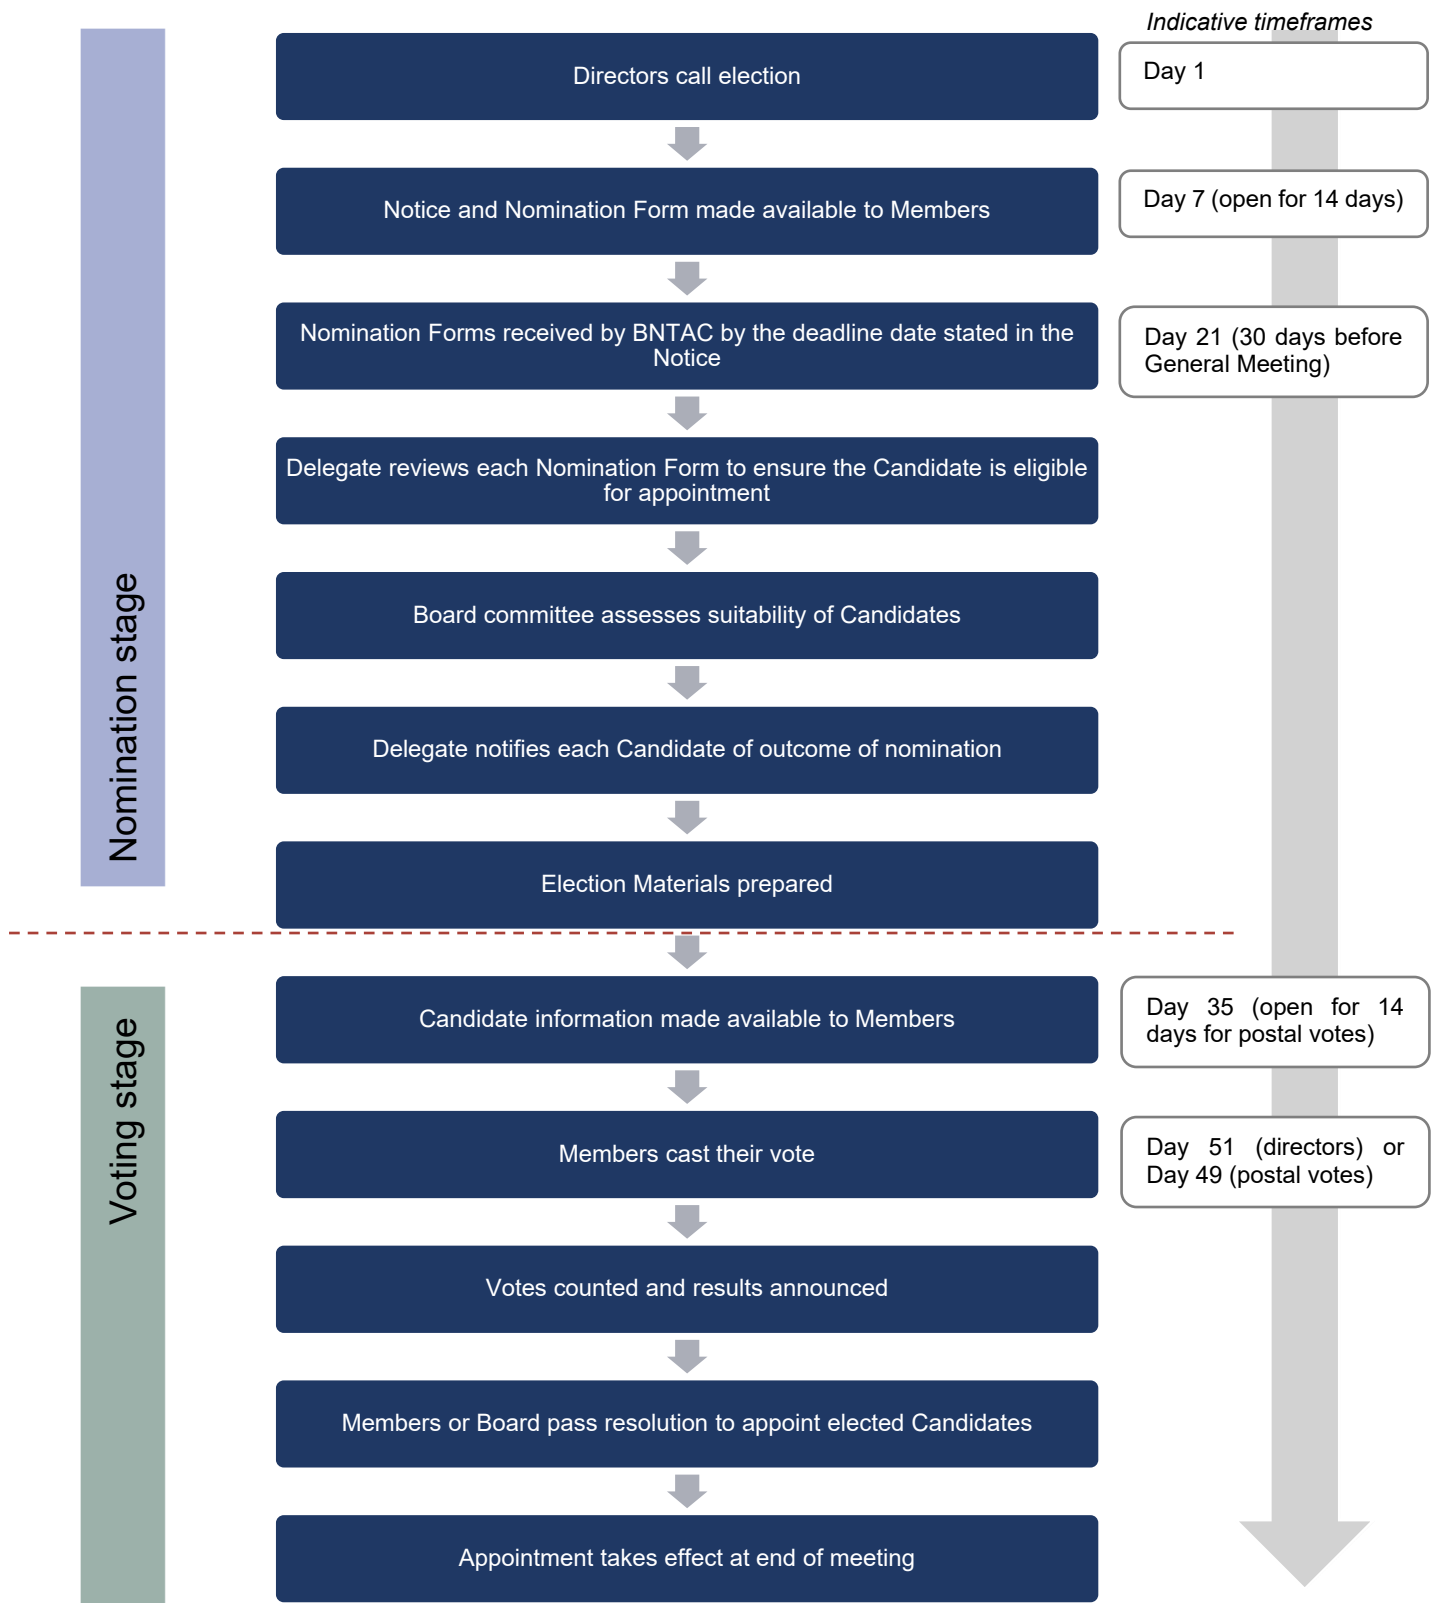 Indicative timeframes
Directors call election
Day 1
Notice and Nomination Form made available to Members
Day 7 (open for 14 days)
Nomination Forms received by BNTAC by the deadline date stated in the
Notice
Day 21 (30 days before
General Meeting)
Delegate reviews each Nomination Form to ensure the Candidate is eligible
for appointment
Board committee assesses suitability of Candidates
Delegate notifies each Candidate of outcome of nomination
Election Materials prepared
Nomination stage
Candidate information made available to Members
Day 35 (open for 14
days for postal votes)
Members cast their vote
Day 51 (directors) or
Day 49 (postal votes)
Votes counted and results announced
Members or Board pass resolution to appoint elected Candidates
Appointment takes effect at end of meeting
Voting stage